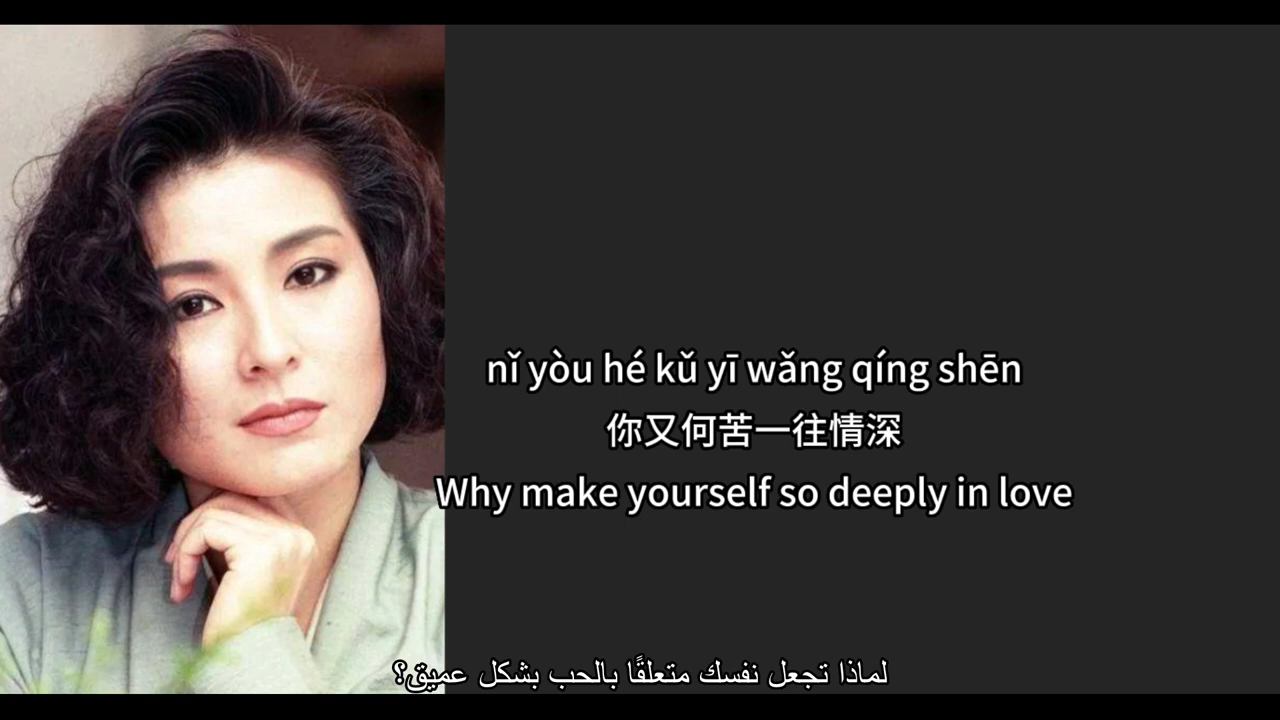 nǐ yòu hé kǔ yī wǎng qíng shēn
你又何苦一往情深
Why make yourself so deeply in love
لماذا تجعل نفسك متعلقًا بالحب بشكل عميق؟